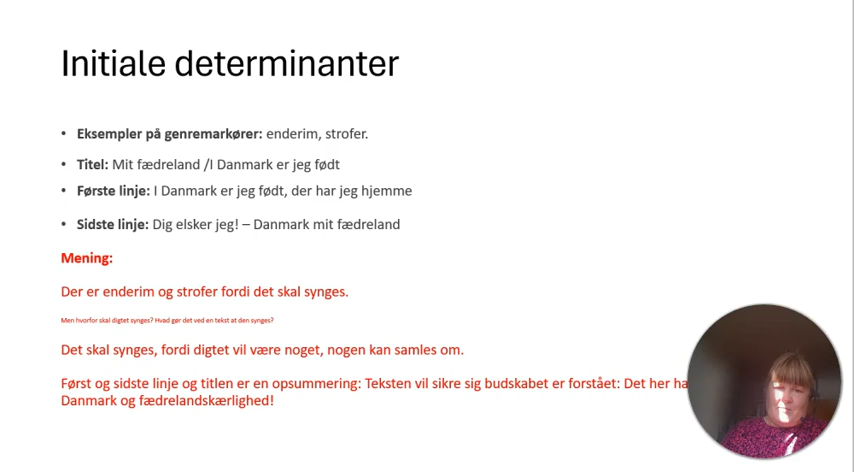 Initiale determinanter
• Eksempler på genremarkører: enderim, strofer.
• Titel: Mit fædreland /I Danmark er jeg født
• Første linje: I Danmark er jeg født, der har jeg hjemme
• Sidste linje: Dig elsker jeg! – Danmark mit fædreland
Mening:
Der er enderim og strofer fordi det skal synges.
Men hvorfor skal digtet synges? Hvad gør det ved en tekst at den synges?
Det skal synges, fordi digtet vil være noget, nogen kan samles om.
Først og sidste linje og titlen er en opsummering: Teksten vil sikre sig budskabet er forstået: Det her
Danmark og fædrelandskærlighed!